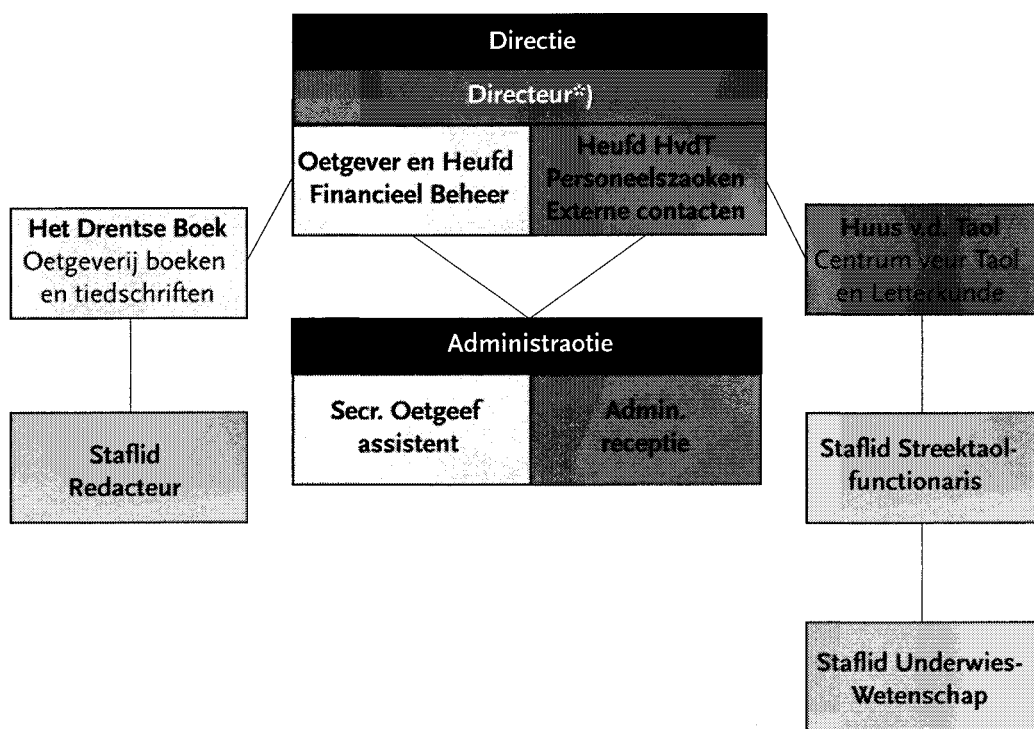 Directie
Directeur*)
Oetgever en Heufd
Financieel Beheer
Heufd HvdT
Personeelszaoken
Externe contacten
Het Drentse Boek
Oetgeverij boeken
en tiedschriften
Huus v.d. Taol
Centrum veur Taol
en Letterkunde
Administraotie
Secr. Oetgeef
assistent
Admin.
receptie
Staflid
Redacteur
Staflid Streektaol-
functionaris
Staflid Underwies-
Wetenschap